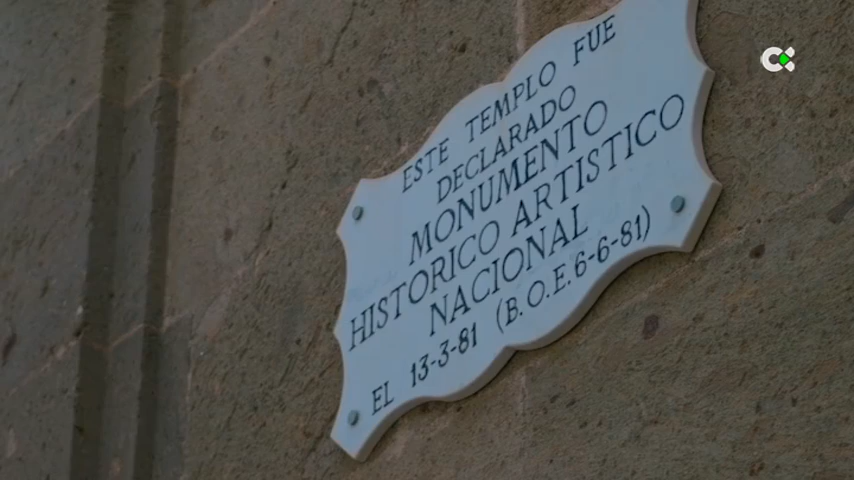 ESTE TEMPLO FUE
DECLARADO
MONUMENTO
HISTORICO ARTISTICO
NACIONAL
EL 13-3-81 (B.O.E. 6-6-81)